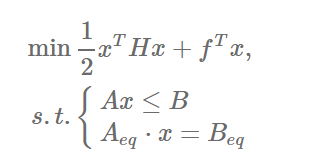 min 1/2 x^T Hx + f^T x,
s.t. { Ax ≤ B
A_eq · x = B_eq